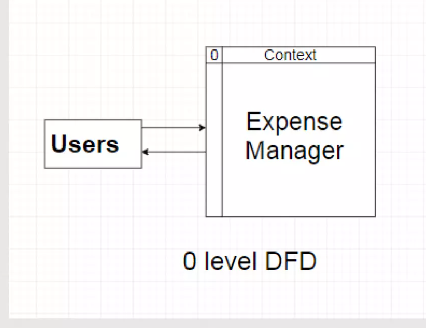 0 Context
Users
Expense
Manager
0 level DFD